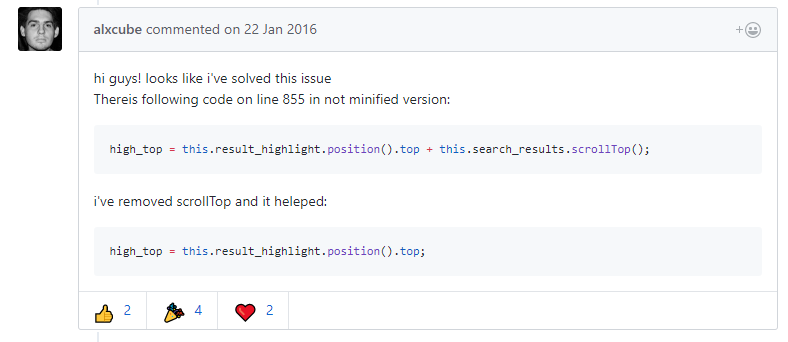 alxcube commented on 22 Jan 2016
hi guys! looks like i've solved this issue
Thereis following code on line 855 in not minified version:
high_top = this.result_highlight.position().top + this.search_results.scrollTop();
i've removed scrollTop and it heleped:
high_top = this.result_highlight.position().top;
2 4 2